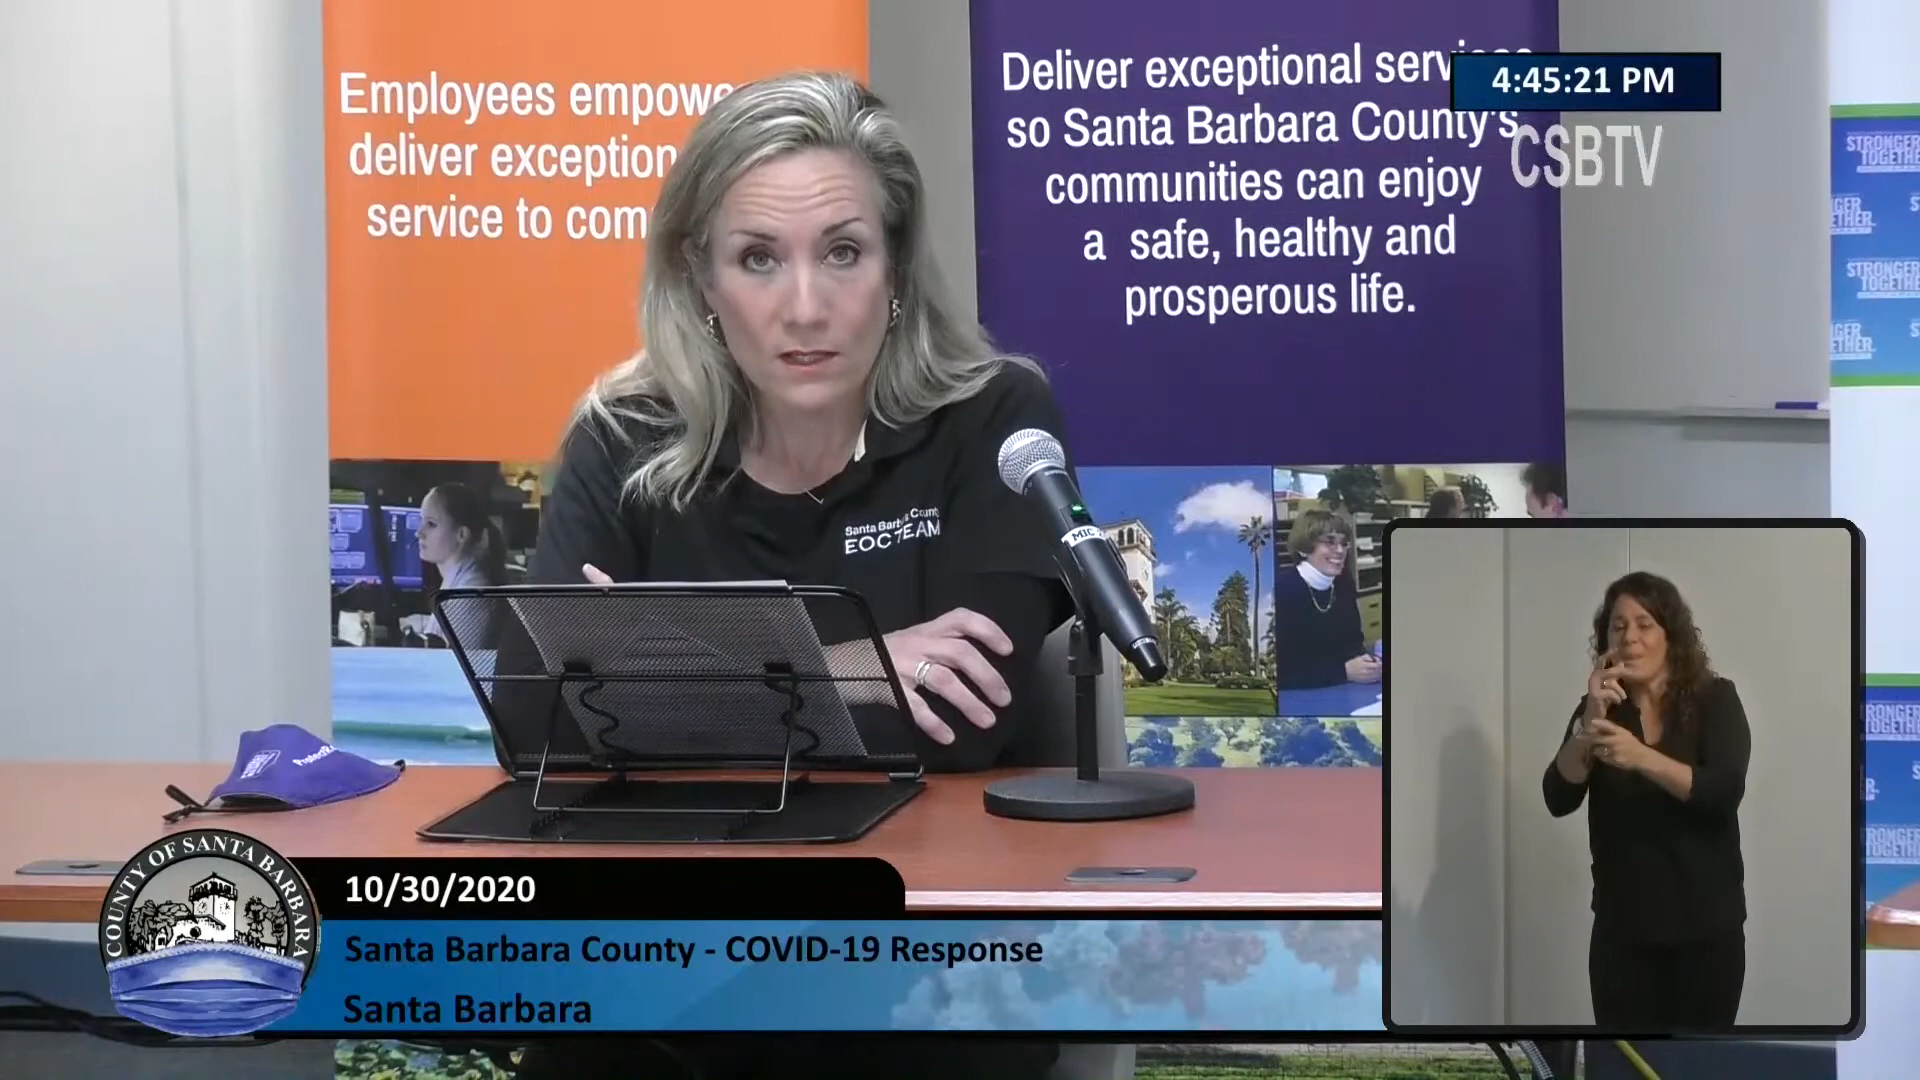 Employees empowe
deliver exception
service to com
Deliver exceptional serv
so Santa Barbara County's
communities can enjoy
a safe, healthy and
prosperous life.
4:45:21 PM
CSBTV
STRONGER
TOGETHER
STRONGER
TOGETHER
Santa Barbara County
EOC TEAM
MIC
COUNTY OF SANTA BARBARA
10/30/2020
Santa Barbara County - COVID-19 Response
Santa Barbara